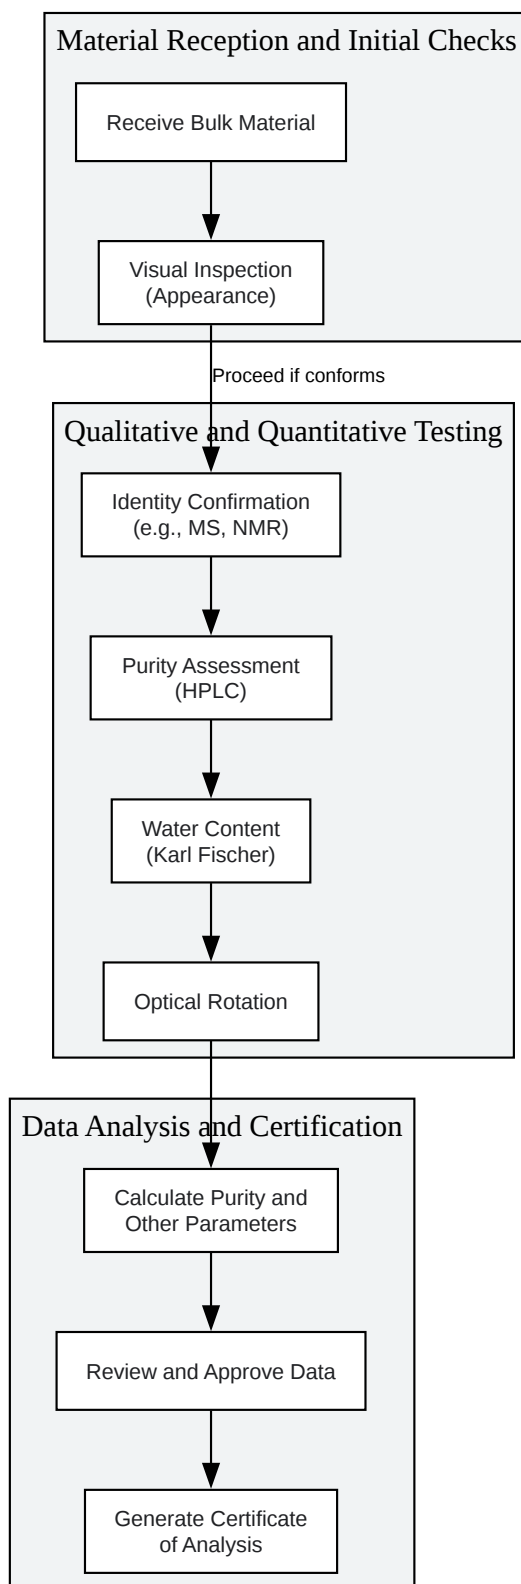 Material Reception and Initial Checks
Receive Bulk Material
Visual Inspection
(Appearance)
Proceed if conforms
Qualitative and Quantitative Testing
Identity Confirmation
(e.g., MS, NMR)
Purity Assessment
(HPLC)
Water Content
(Karl Fischer)
Optical Rotation
Data Analysis and Certification
Calculate Purity and
Other Parameters
Review and Approve Data
Generate Certificate
of Analysis